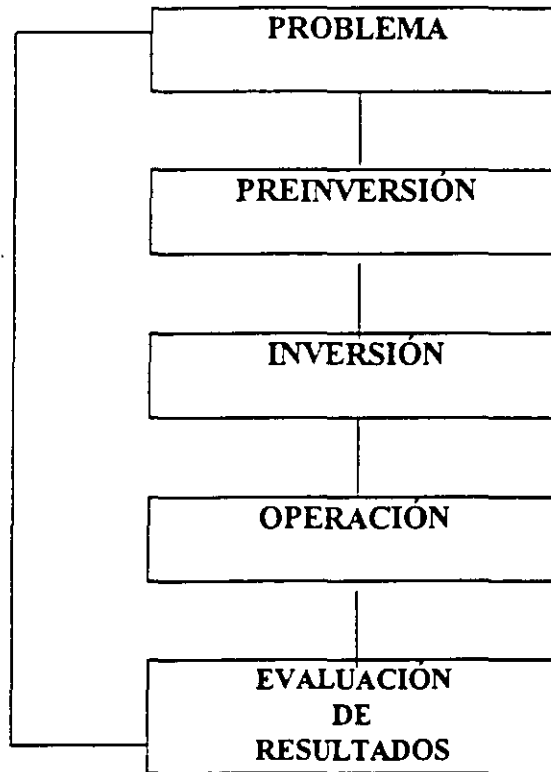 PROBLEMA
PREINVERSIÓN
INVERSIÓN
OPERACIÓN
EVALUACIÓN
DE
RESULTADOS